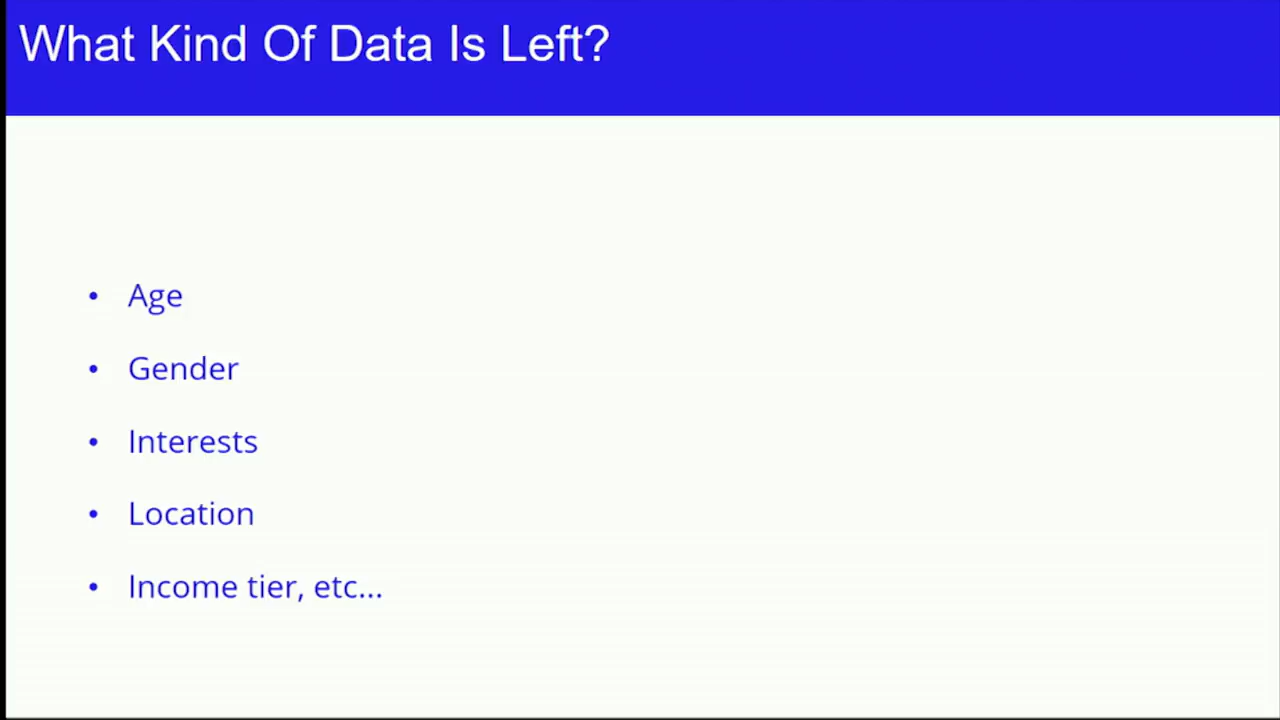 What Kind Of Data Is Left?
• Age
• Gender
• Interests
• Location
• Income tier, etc...